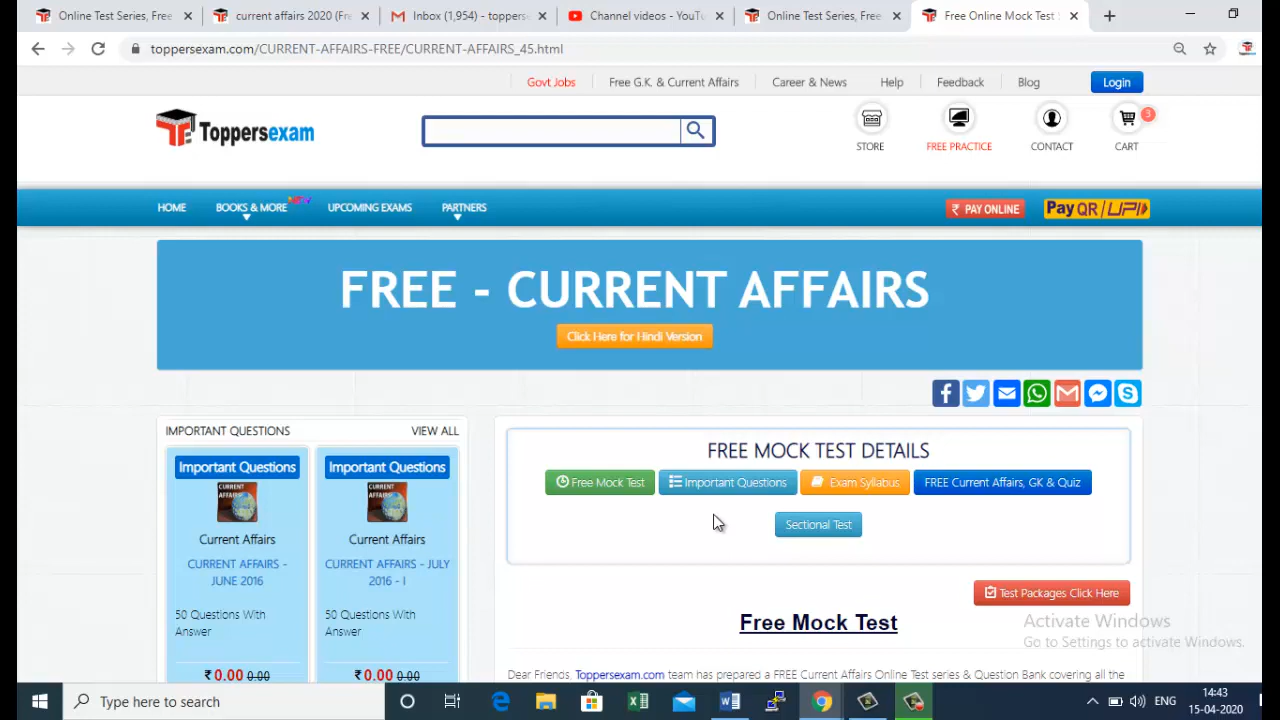 Online Test Series, Free
current affairs 2020 (Fre
Inbox (1,954) - toppers
Channel videos - YouTu
Online Test Series, Free
Free Online Mock Test
toppersexam.com/CURRENT-AFFAIRS-FREE/CURRENT-AFFAIRS_45.html
Govt Jobs
Free G.K. & Current Affairs
Career & News
Help
Feedback
Blog
Login
Toppersexam
STORE
FREE PRACTICE
CONTACT
3
CART
HOME
BOOKS & MORE
UPCOMING EXAMS
PARTNERS
₹ PAY ONLINE
Pay QR/UPI
FREE - CURRENT AFFAIRS
Click Here for Hindi Version
IMPORTANT QUESTIONS
VIEW ALL
Important Questions
CURRENT
AFFAIRS
Current Affairs
CURRENT AFFAIRS -
JUNE 2016
50 Questions With
Answer
₹ 0.00 0.00
Important Questions
CURRENT
AFFAIRS
Current Affairs
CURRENT AFFAIRS - JULY
2016 - I
50 Questions With
Answer
₹ 0.00 0.00
FREE MOCK TEST DETAILS
Free Mock Test
Important Questions
Exam Syllabus
FREE Current Affairs, GK & Quiz
Sectional Test
Test Packages Click Here
Free Mock Test
Dear Friends, Toppersexam.com team has prepared a FREE Current Affairs Online Test series & Question Bank covering all the
Activate Windows
Go to Settings to activate Windows.
Type here to search
ENG
14:43
15-04-2020